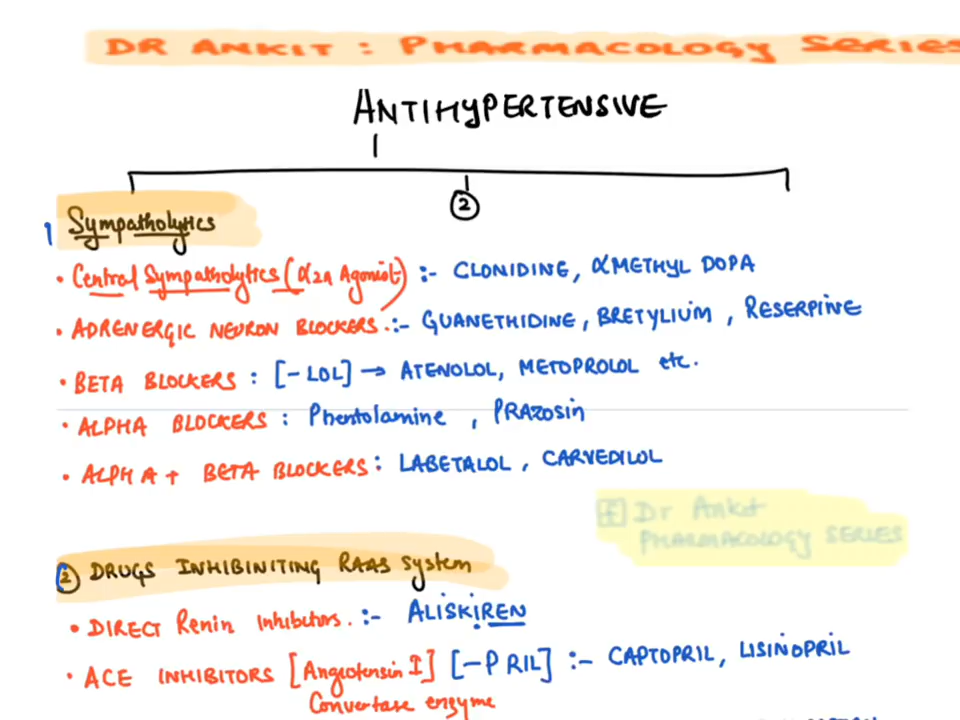 DR ANKIT : PHARMACOLOGY SERIES
ANTIHYPERTENSIVE
②
1 Sympatholytics
• Central Sympatholytics (α2A Agonist) :- CLONIDINE, αMETHYL DOPA
• ADRENERGIC NEURON BLOCKERS. :- GUANETHIDINE, BRETYLIUM, RESERPINE
• BETA BLOCKERS : [-LOL] → ATENOLOL, METOPROLOL etc.
• ALPHA BLOCKERS : Phentolamine, PRAZOSIN
• ALPHA + BETA BLOCKERS : LABETALOL, CARVEDILOL
f Dr Ankit
PHARMACOLOGY SERIES
② DRUGS INHIBINITING RAAS System
• DIRECT Renin Inhibitors. :- ALISKIREN
• ACE INHIBITORS [Angiotensin I] [-PRIL] :- CAPTOPRIL, LISINOPRIL
Convertase enzyme